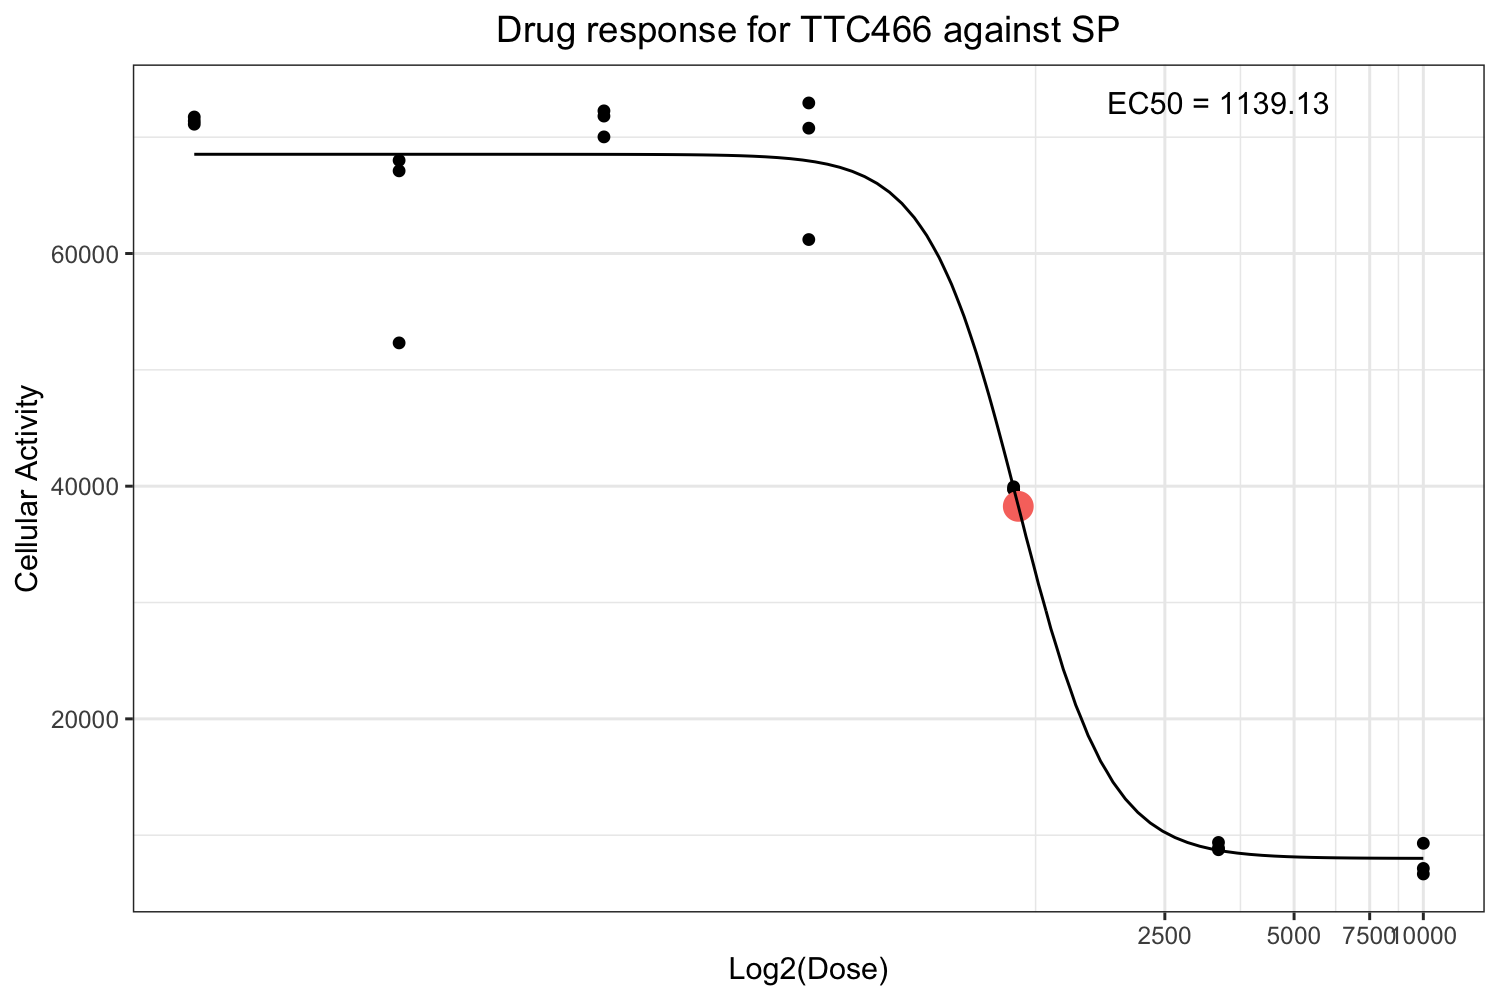 Drug response for TTC466 against SP
EC50 = 1139.13
Cellular Activity
60000
40000
20000
2500
5000
7500
10000
Log2(Dose)